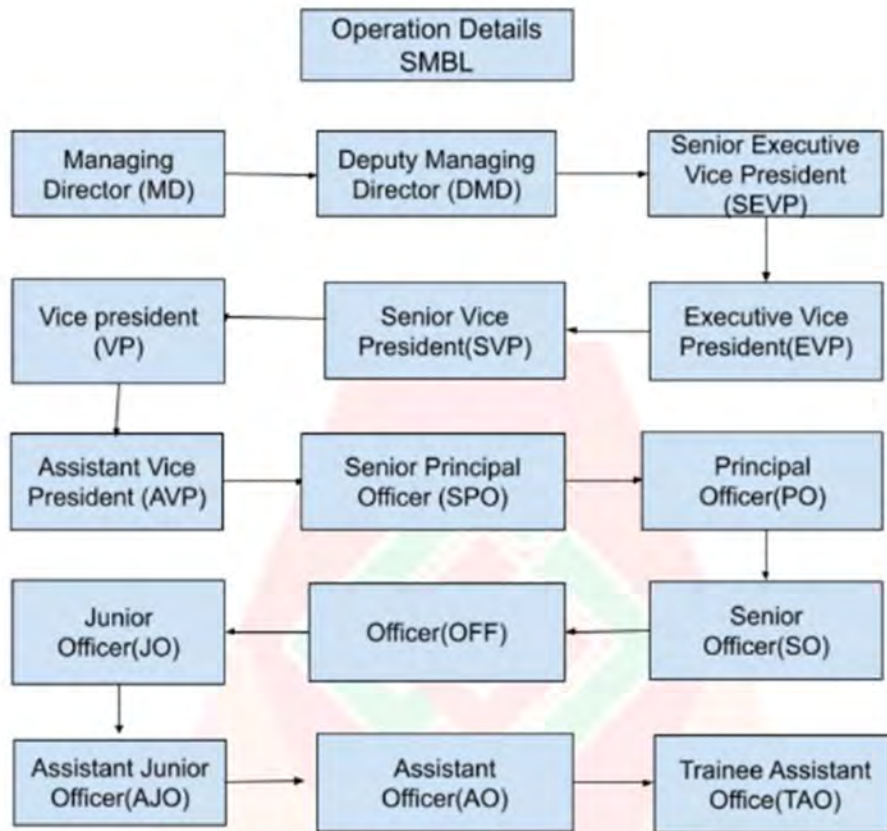 Operation Details
SMBL
Managing
Director (MD)
Deputy Managing
Director (DMD)
Senior Executive
Vice President
(SEVP)
Vice president
(VP)
Senior Vice
President(SVP)
Executive Vice
President(EVP)
Assistant Vice
President (AVP)
Senior Principal
Officer (SPO)
Principal
Officer(PO)
Junior
Officer(JO)
Officer(OFF)
Senior
Officer(SO)
Assistant Junior
Officer(AJO)
Assistant
Officer(AO)
Trainee Assistant
Office(TAO)